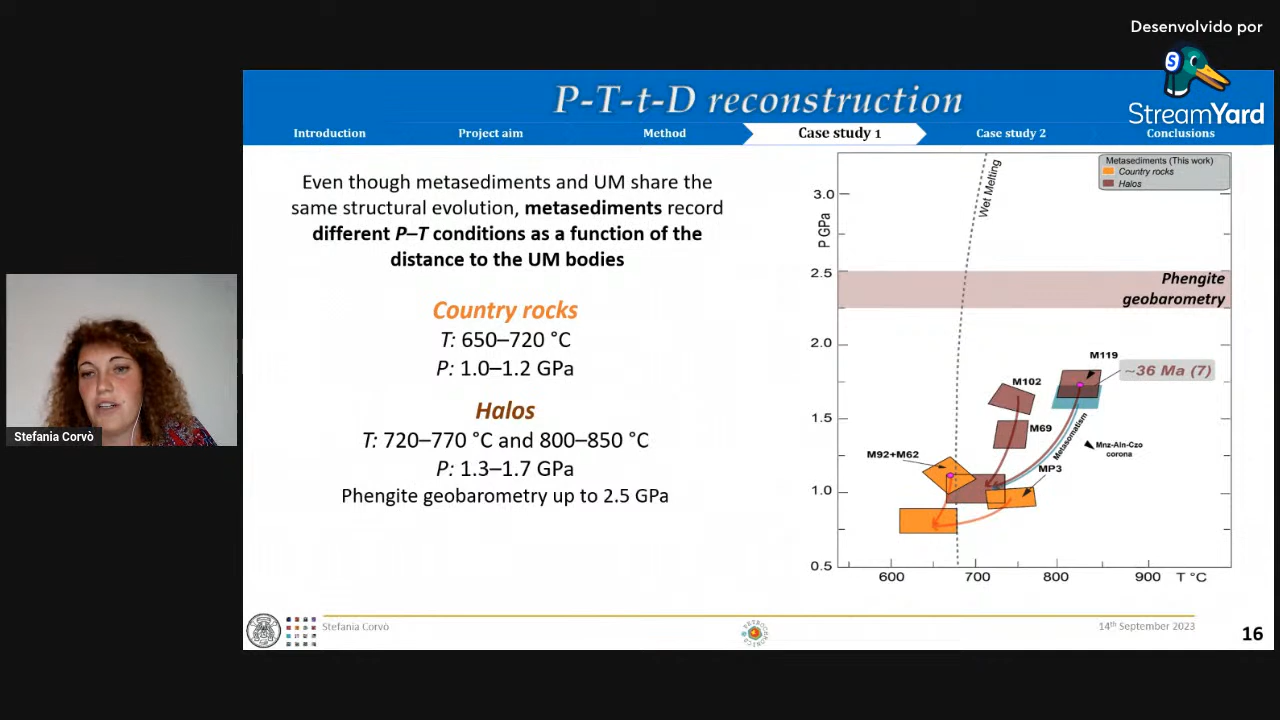 Desenvolvido por
S
StreamYard
P-T-t-D reconstruction
Introduction
Project aim
Method
Case study 1
Case study 2
Conclusions
Even though metasediments and UM share the
same structural evolution, metasediments record
different P–T conditions as a function of the
distance to the UM bodies
Country rocks
T: 650–720 °C
P: 1.0–1.2 GPa
Halos
T: 720–770 °C and 800–850 °C
P: 1.3–1.7 GPa
Phengite geobarometry up to 2.5 GPa
Metasediments (This work)
Country rocks
Halos
Wet Melting
P GPa
3.0
2.5
2.0
1.5
1.0
0.5
Phengite
geobarometry
M119
~36 Ma (7)
M102
M69
Metasomatism
Mnz-Aln-Czo
corona
M92+M62
MP3
600
700
800
900
T °C
Stefania Corvò
Stefania Corvò
14th September 2023
16